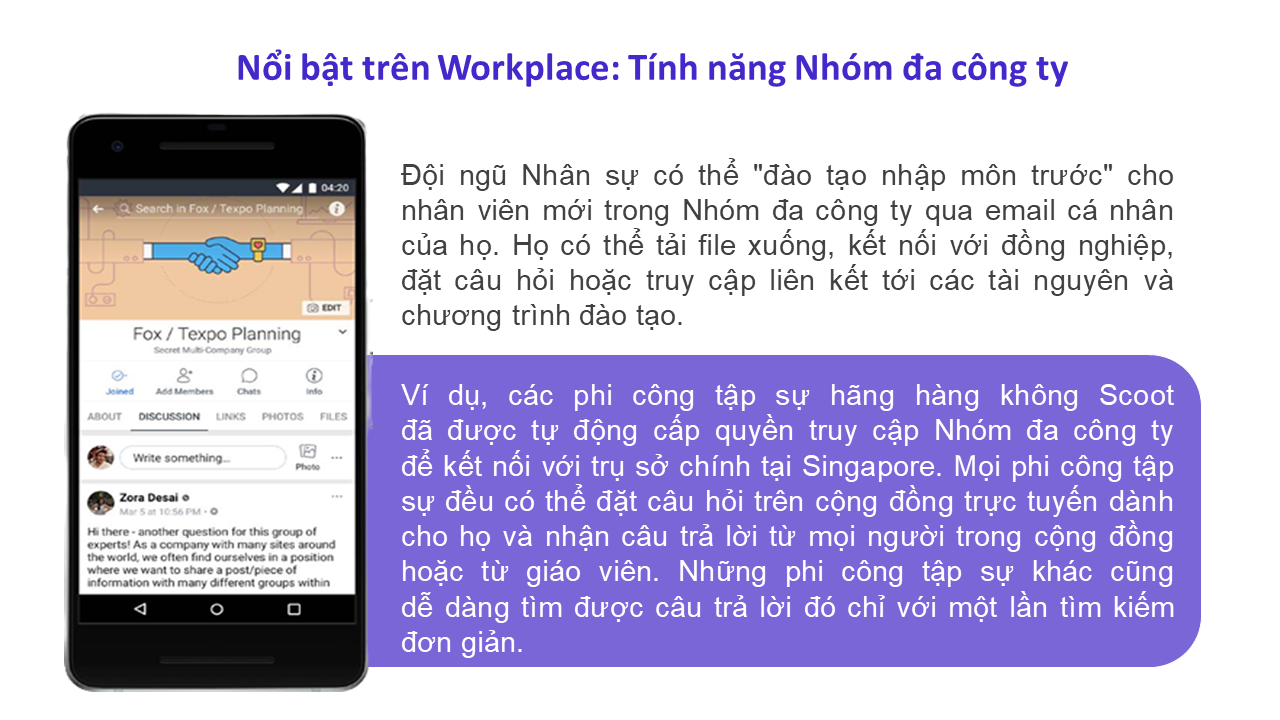 Nổi bật trên Workplace: Tính năng Nhóm đa công ty
04:20
Search in Fox / Texpo Planning
EDIT
Fox / Texpo Planning
Secret Multi-Company Group
Joined Add Members Chats Info
ABOUT DISCUSSION LINKS PHOTOS FILES
Write something...
Photo
Zora Desai
Mar 5 at 10:56 PM
Hi there - another question for this group of
experts! As a company with many sites around
the world, we often find ourselves in a position
where we want to share a post/piece of
information with many different groups within
Đội ngũ Nhân sự có thể "đào tạo nhập môn trước" cho
nhân viên mới trong Nhóm đa công ty qua email cá nhân
của họ. Họ có thể tải file xuống, kết nối với đồng nghiệp,
đặt câu hỏi hoặc truy cập liên kết tới các tài nguyên và
chương trình đào tạo.
Ví dụ, các phi công tập sự hãng hàng không Scoot
đã được tự động cấp quyền truy cập Nhóm đa công ty
để kết nối với trụ sở chính tại Singapore. Mọi phi công tập
sự đều có thể đặt câu hỏi trên cộng đồng trực tuyến dành
cho họ và nhận câu trả lời từ mọi người trong cộng đồng
hoặc từ giáo viên. Những phi công tập sự khác cũng
dễ dàng tìm được câu trả lời đó chỉ với một lần tìm kiếm
đơn giản.